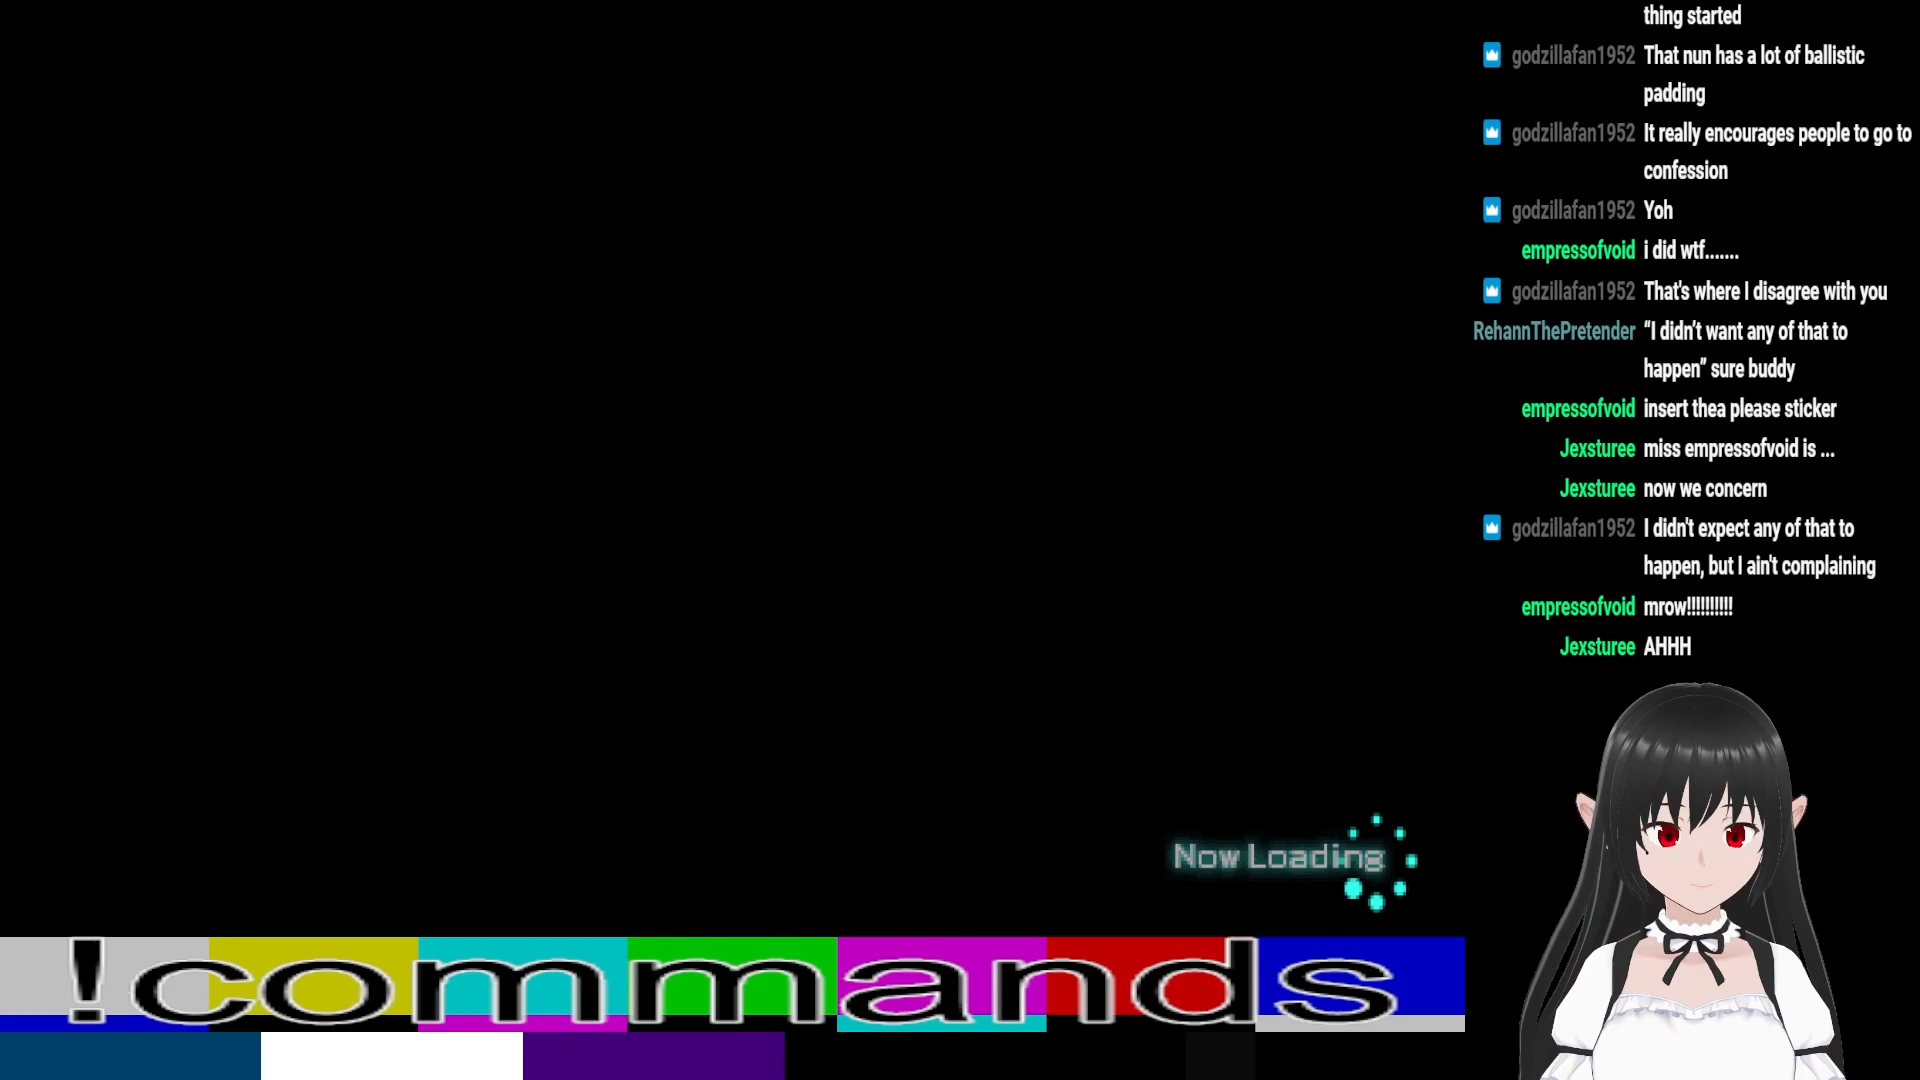 thing started
godzillafan1952 That nun has a lot of ballistic
padding
godzillafan1952 It really encourages people to go to
confession
godzillafan1952 Yoh
empressofvoid i did wtf.......
godzillafan1952 That's where I disagree with you
RehannThePretender “I didn’t want any of that to
happen” sure buddy
empressofvoid insert thea please sticker
Jexsturee miss empressofvoid is ...
Jexsturee now we concern
godzillafan1952 I didn't expect any of that to
happen, but I ain't complaining
empressofvoid mrow!!!!!!!!!!
Jexsturee AHHH
Now Loading
!commands